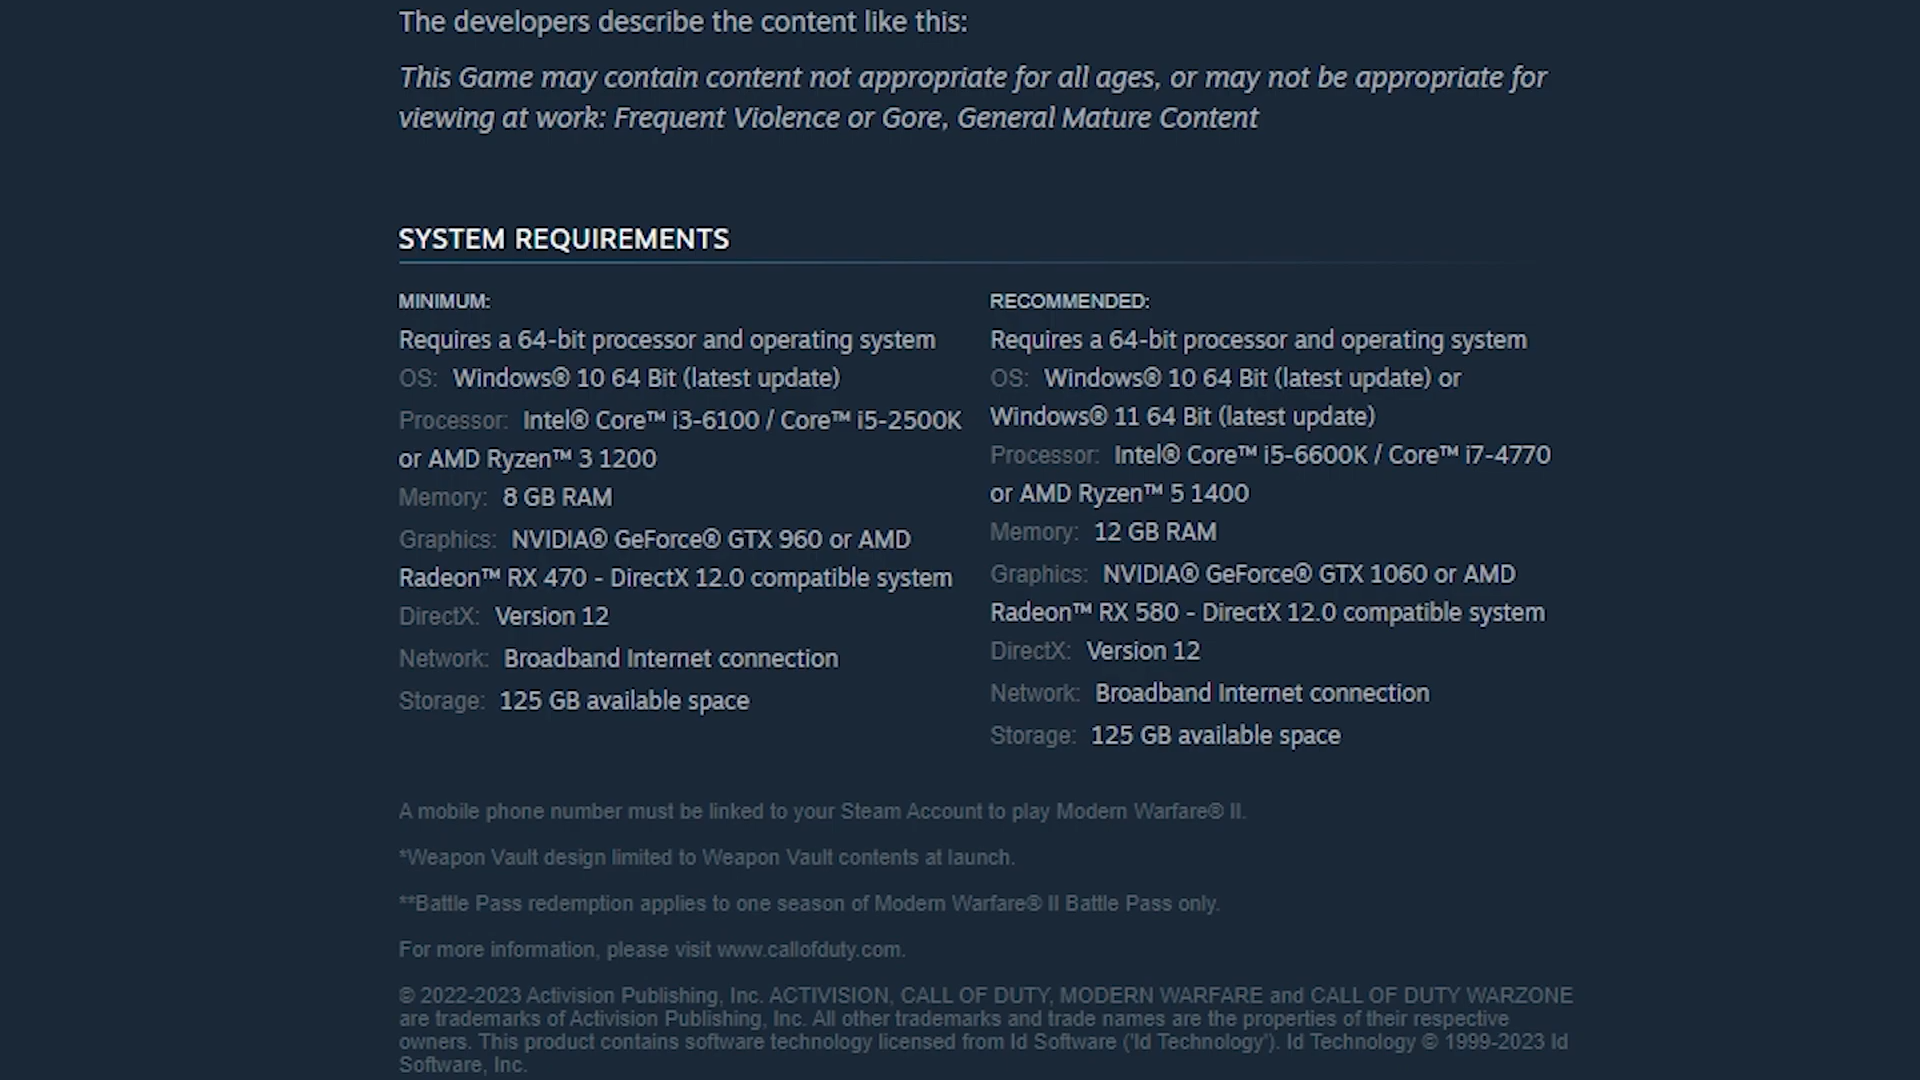 The developers describe the content like this:
This Game may contain content not appropriate for all ages, or may not be appropriate for
viewing at work: Frequent Violence or Gore, General Mature Content
SYSTEM REQUIREMENTS
MINIMUM:
Requires a 64-bit processor and operating system
OS: Windows® 10 64 Bit (latest update)
Processor: Intel® Core™ i3-6100 / Core™ i5-2500K
or AMD Ryzen™ 3 1200
Memory: 8 GB RAM
Graphics: NVIDIA® GeForce® GTX 960 or AMD
Radeon™ RX 470 - DirectX 12.0 compatible system
DirectX: Version 12
Network: Broadband Internet connection
Storage: 125 GB available space
RECOMMENDED:
Requires a 64-bit processor and operating system
OS: Windows® 10 64 Bit (latest update) or
Windows® 11 64 Bit (latest update)
Processor: Intel® Core™ i5-6600K / Core™ i7-4770
or AMD Ryzen™ 5 1400
Memory: 12 GB RAM
Graphics: NVIDIA® GeForce® GTX 1060 or AMD
Radeon™ RX 580 - DirectX 12.0 compatible system
DirectX: Version 12
Network: Broadband Internet connection
Storage: 125 GB available space
A mobile phone number must be linked to your Steam Account to play Modern Warfare® II.
*Weapon Vault design limited to Weapon Vault contents at launch.
**Battle Pass redemption applies to one season of Modern Warfare® II Battle Pass only.
For more information, please visit www.callofduty.com.
© 2022-2023 Activision Publishing, Inc. ACTIVISION, CALL OF DUTY, MODERN WARFARE and CALL OF DUTY WARZONE
are trademarks of Activision Publishing, Inc. All other trademarks and trade names are the properties of their respective
owners. This product contains software technology licensed from Id Software ('Id Technology'). Id Technology © 1999-2023 Id
Software, Inc.